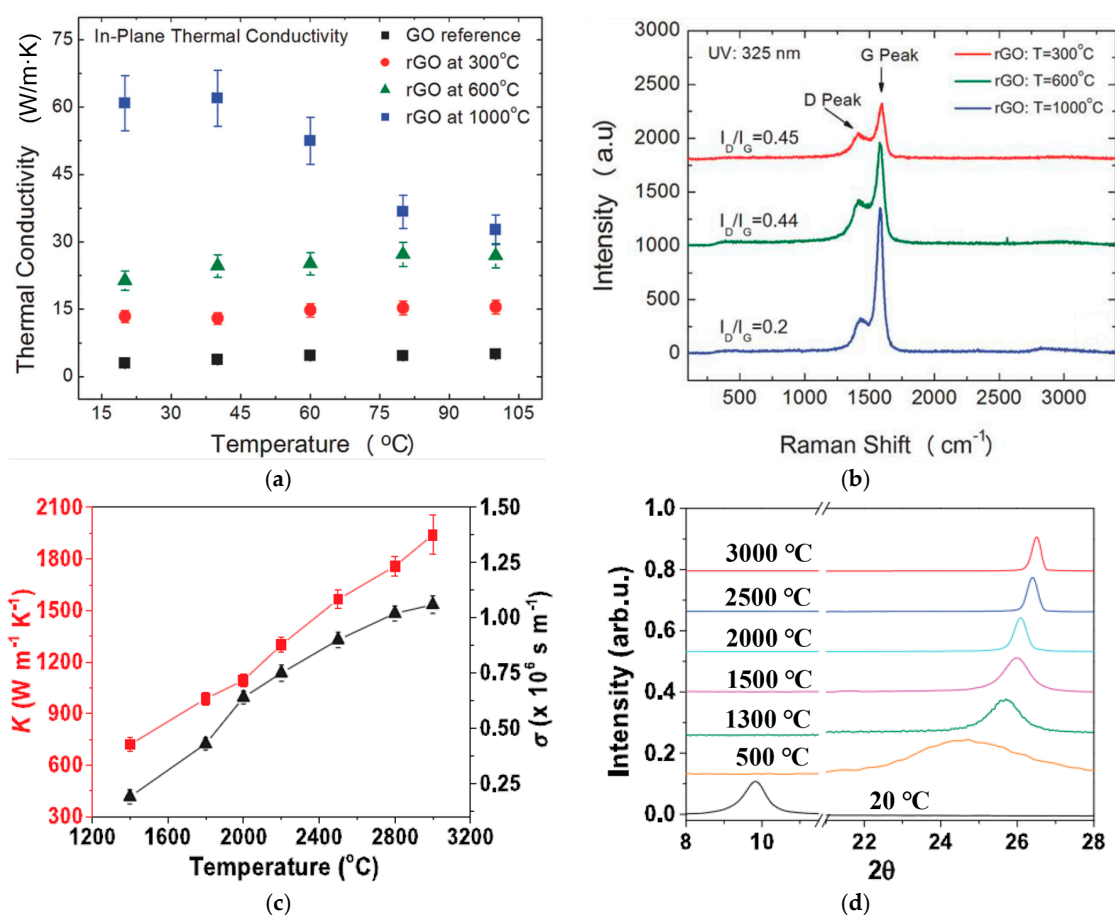 In-Plane Thermal Conductivity
GO reference
rGO at 300°C
rGO at 600°C
rGO at 1000°C
Thermal Conductivity (W/m·K)
75
60
45
30
15
0
15 30 45 60 75 90 105
Temperature (°C)
(a)
UV: 325 nm
G Peak
D Peak
rGO: T=300°C
rGO: T=600°C
rGO: T=1000°C
I_D/I_G=0.45
I_D/I_G=0.44
I_D/I_G=0.2
Intensity (a.u)
3000
2500
2000
1500
1000
500
0
500 1000 1500 2000 2500 3000
Raman Shift (cm⁻¹)
(b)
K (W m⁻¹ K⁻¹)
2100
1800
1500
1200
900
600
300
1.50
1.25
1.00
0.75
0.50
0.25
σ (x 10⁶ s m⁻¹)
1200 1600 2000 2400 2800 3200
Temperature (°C)
(c)
Intensity (arb.u.)
1.0
0.8
0.6
0.4
0.2
0.0
3000 °C
2500 °C
2000 °C
1500 °C
1300 °C
500 °C
20 °C
8 10 22 24 26 28
2θ
(d)